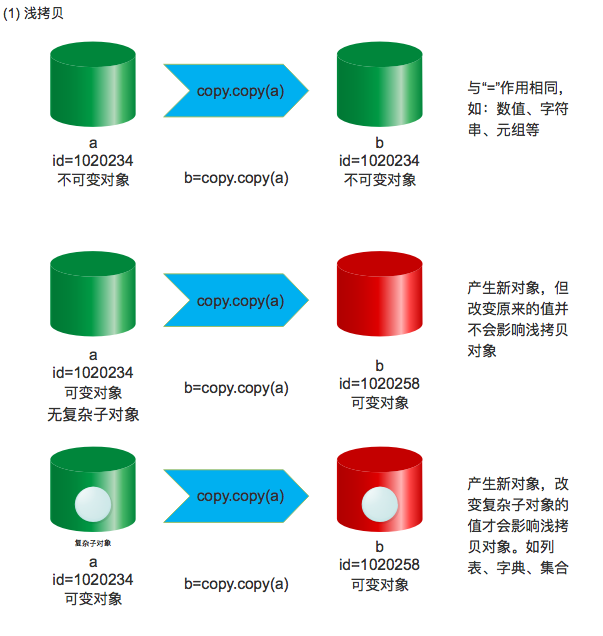 (1) 浅拷贝
copy.copy(a)
与“=”作用相同，
如：数值、字符
串、元组等
a
id=1020234
不可变对象
b=copy.copy(a)
b
id=1020234
不可变对象
copy.copy(a)
产生新对象，但
改变原来的值并
不会影响浅拷贝
对象
a
id=1020234
可变对象
无复杂子对象
b=copy.copy(a)
b
id=1020258
可变对象
copy.copy(a)
产生新对象，改
变复杂子对象的
值才会影响浅拷
贝对象。如列
表、字典、集合
复杂子对象
a
id=1020234
可变对象
b=copy.copy(a)
b
id=1020258
可变对象